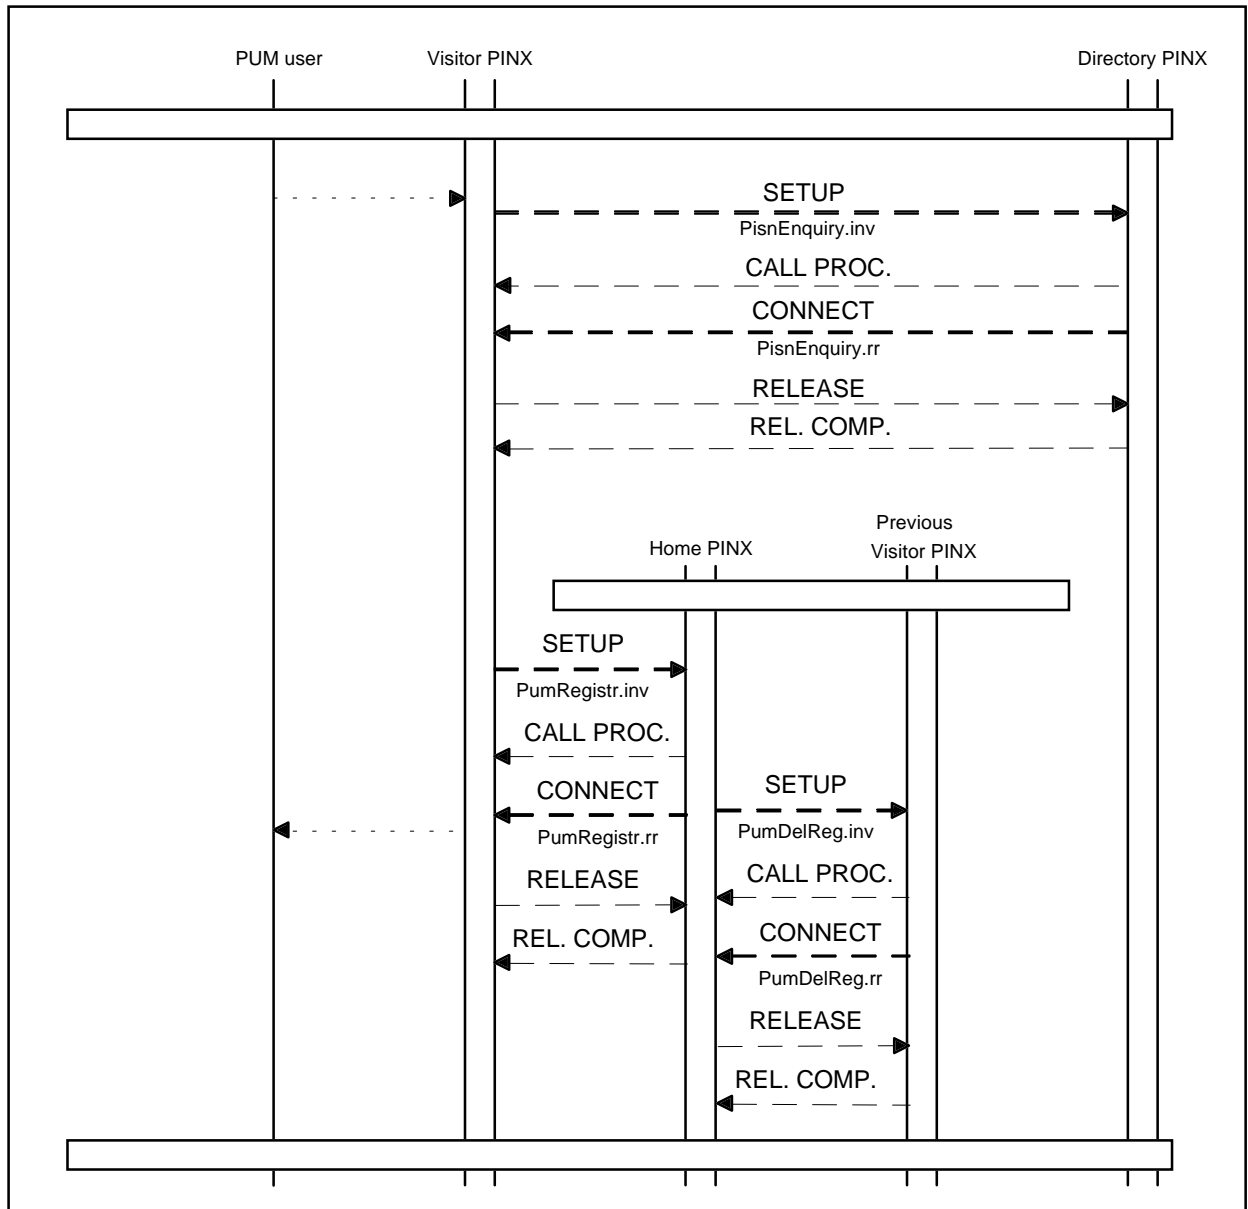 PUM user
Visitor PINX
Directory PINX
SETUP
PisnEnquiry.inv
CALL PROC.
CONNECT
PisnEnquiry.rr
RELEASE
REL. COMP.
Previous
Home PINX
Visitor PINX
SETUP
PumRegistr.inv
CALL PROC.
CONNECT
PumRegistr.rr
SETUP
PumDelReg.inv
RELEASE
CALL PROC.
REL. COMP.
CONNECT
PumDelReg.rr
RELEASE
REL. COMP.